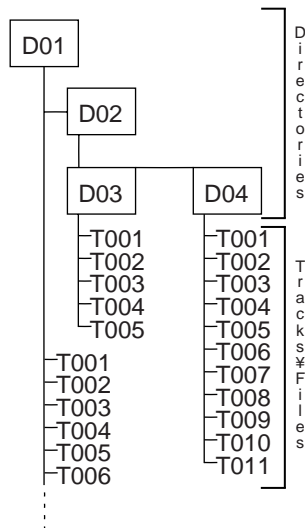 D01
D02
D03
D04
T001
T002
T003
T004
T005
T001
T002
T003
T004
T005
T006
T007
T008
T009
T010
T011
T001
T002
T003
T004
T005
T006
Directories
Tracks¥Files